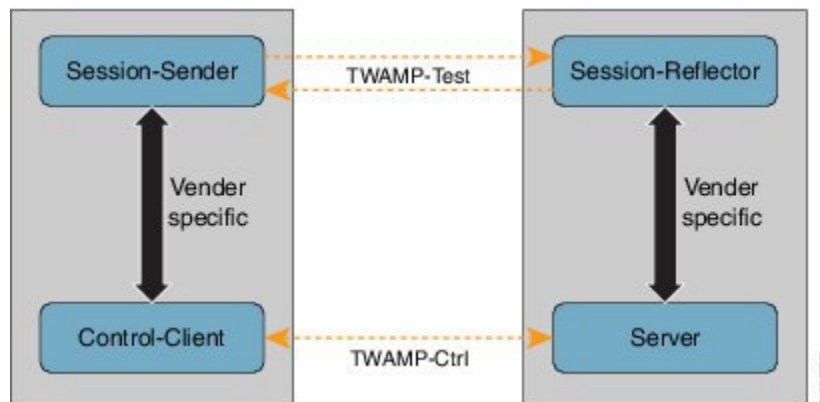 Session-Sender
TWAMP-Test
Session-Reflector
Vender
specific
Vender
specific
Control-Client
TWAMP-Ctrl
Server